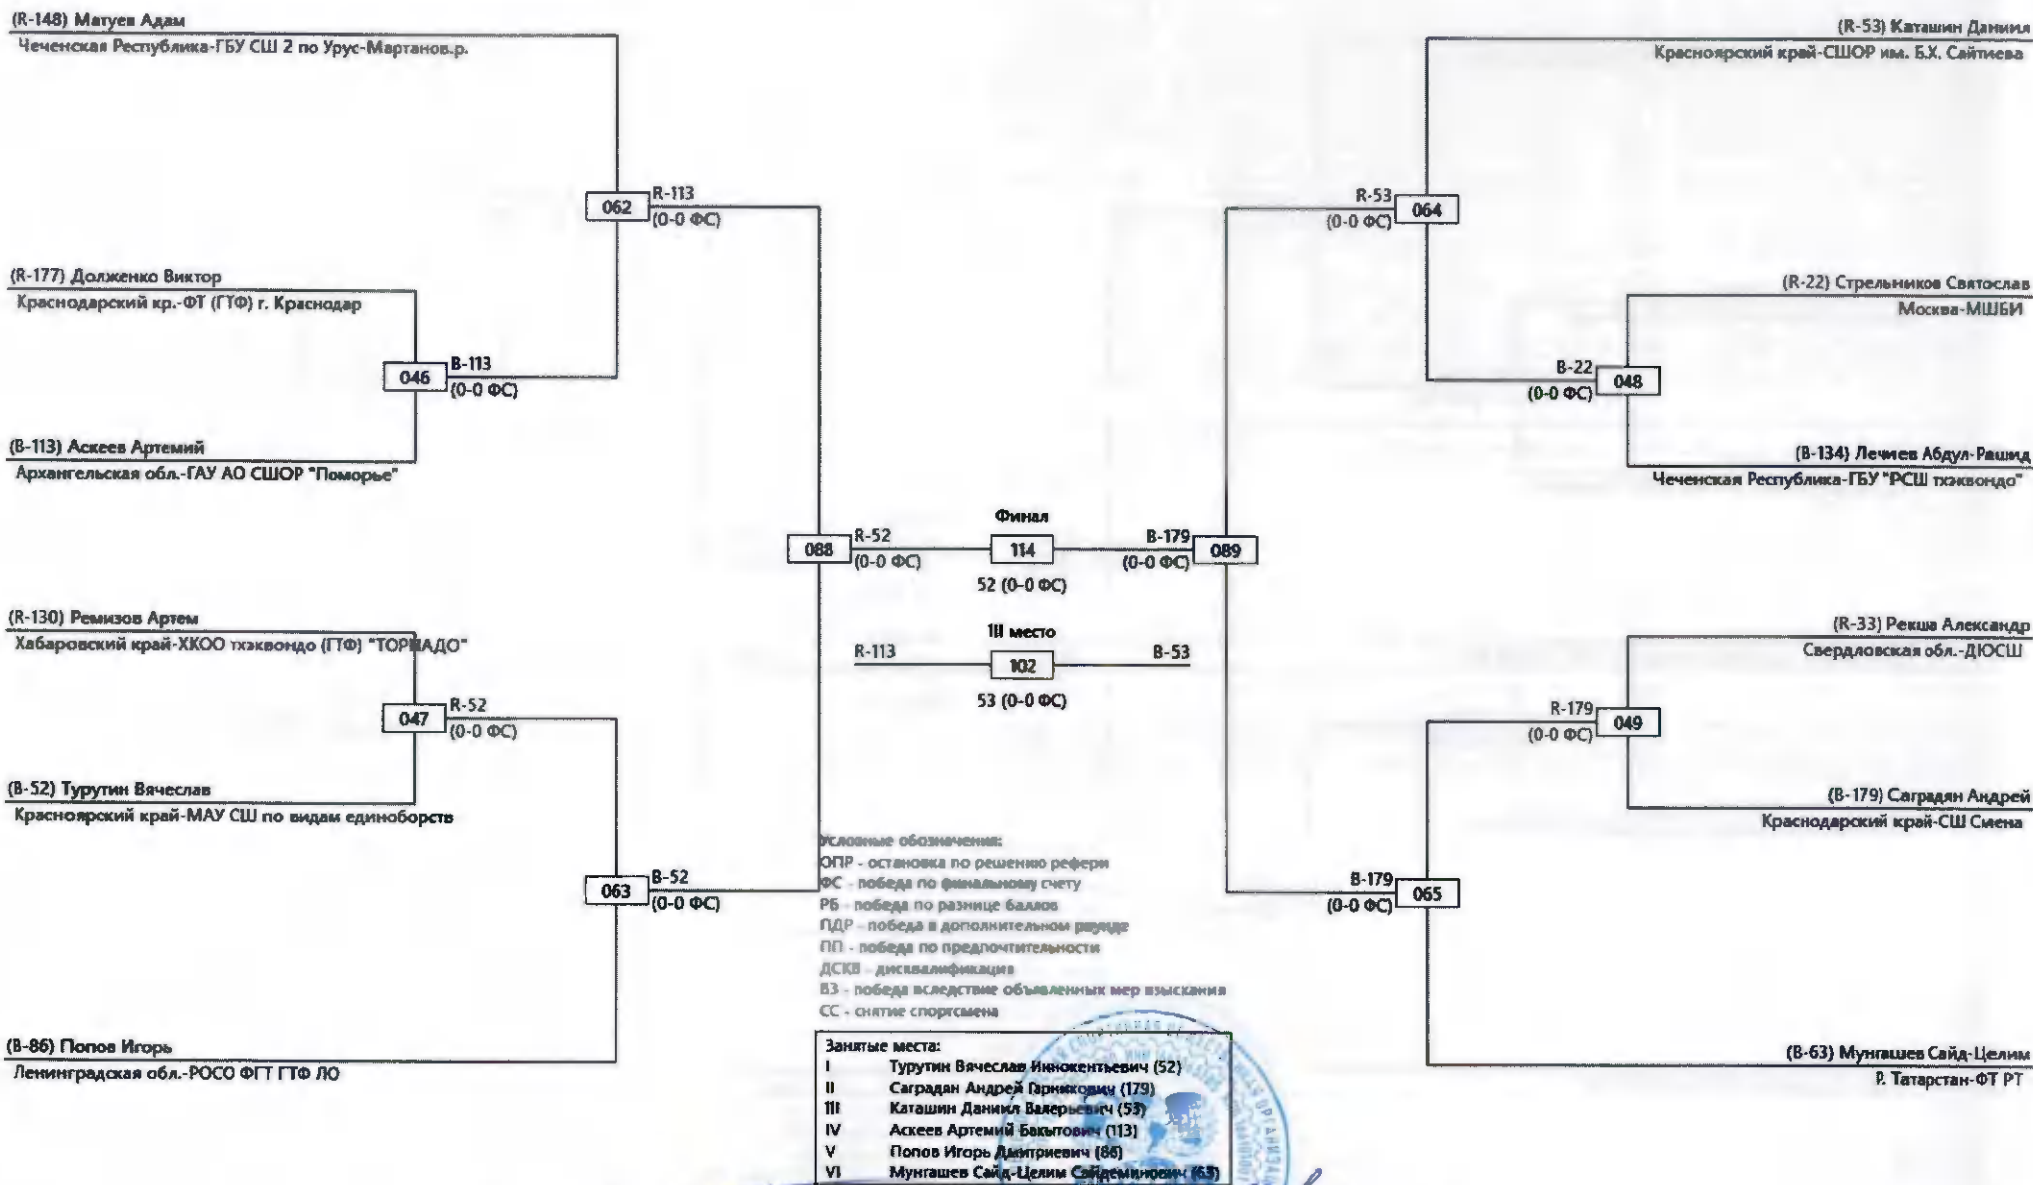 (R-148) Матуев Адам
Чеченская Республика-ГБУ СШ 2 по Урус-Мартанов.р.
062
R-113
(0-0 ФС)
(R-177) Долженко Виктор
Краснодарский кр.-ФТ (ГТФ) г. Краснодар
046
B-113
(0-0 ФС)
(B-113) Аскеев Артемий
Архангельская обл.-ГАУ АО СШОР "Поморье"
088
R-52
(0-0 ФС)
(R-130) Ремизов Артем
Хабаровский край-ХКОО тхэквондо (ГТФ) "ТОРНАДО"
047
R-52
(0-0 ФС)
(B-52) Турутин Вячеслав
Красноярский край-МАУ СШ по видам единоборств
063
B-52
(0-0 ФС)
(B-86) Попов Игорь
Ленинградская обл.-РОСО ФГТ ГТФ ЛО
Финал
114
52 (0-0 ФС)
III место
R-113
102
B-53
53 (0-0 ФС)
(R-53) Каташин Даниил
Красноярский край-СШОР им. Б.Х. Сайтиева
R-53
(0-0 ФС)
064
(R-22) Стрельников Святослав
Москва-МШБИ
B-22
(0-0 ФС)
048
(B-134) Лечиев Абдул-Рашид
Чеченская Республика-ГБУ "РСШ тхэквондо"
B-179
(0-0 ФС)
089
(R-33) Рекша Александр
Свердловская обл.-ДЮСШ
R-179
(0-0 ФС)
049
(B-179) Саградян Андрей
Краснодарский край-СШ Смена
B-179
(0-0 ФС)
065
(B-63) Мунгашев Сайд-Целим
Р. Татарстан-ФТ РТ
Условные обозначения:
ОПР - остановка по решению рефери
ФС - победа по финальному счету
РБ - победа по разнице баллов
ПДР - победа в дополнительном раунде
ПП - победа по предпочтительности
ДСКВ - дисквалификация
ВЗ - победа вследствие объявленных мер взыскания
СС - снятие спортсмена
Занятые места:
I Турутин Вячеслав Иннокентьевич (52)
II Саградян Андрей Гарникович (179)
III Каташин Даниил Валерьевич (53)
IV Аскеев Артемий Бакытович (113)
V Попов Игорь Дмитриевич (86)
VI Мунгашев Сайд-Целим Сайдеминович (63)